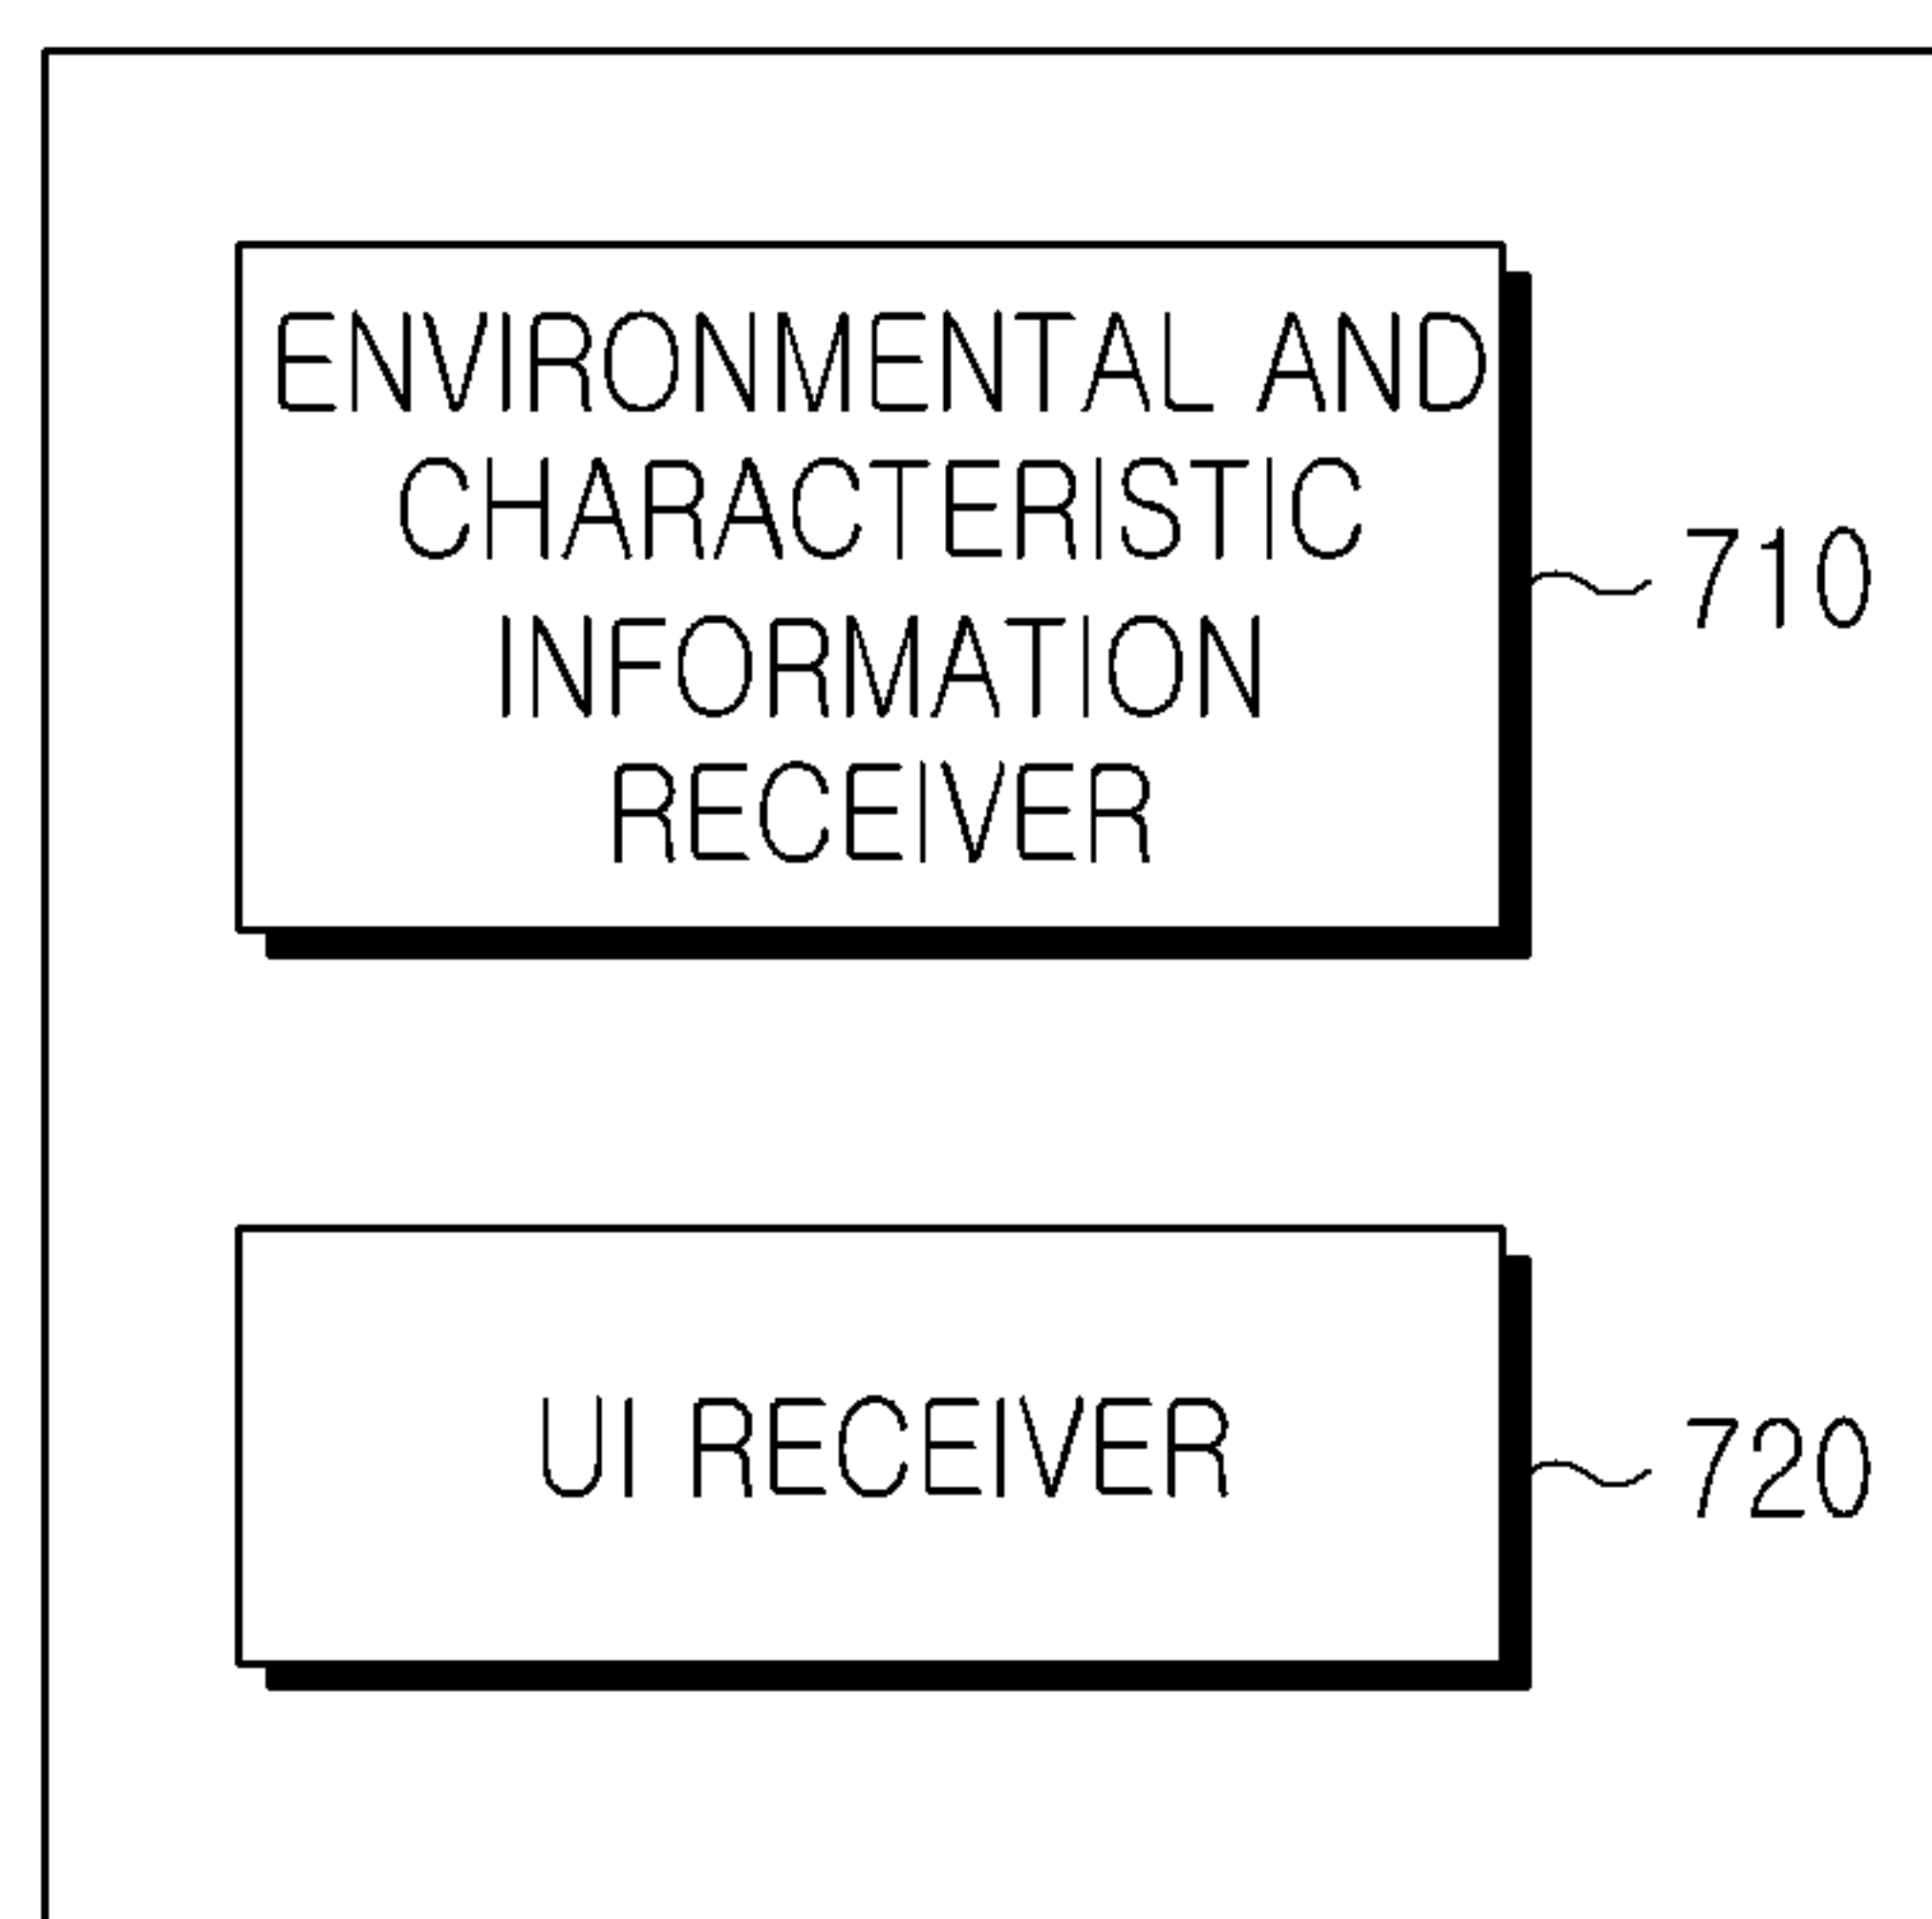 ENVIRONMENTAL AND
CHARACTERISTIC
INFORMATION
RECEIVER
710
UI RECEIVER
720